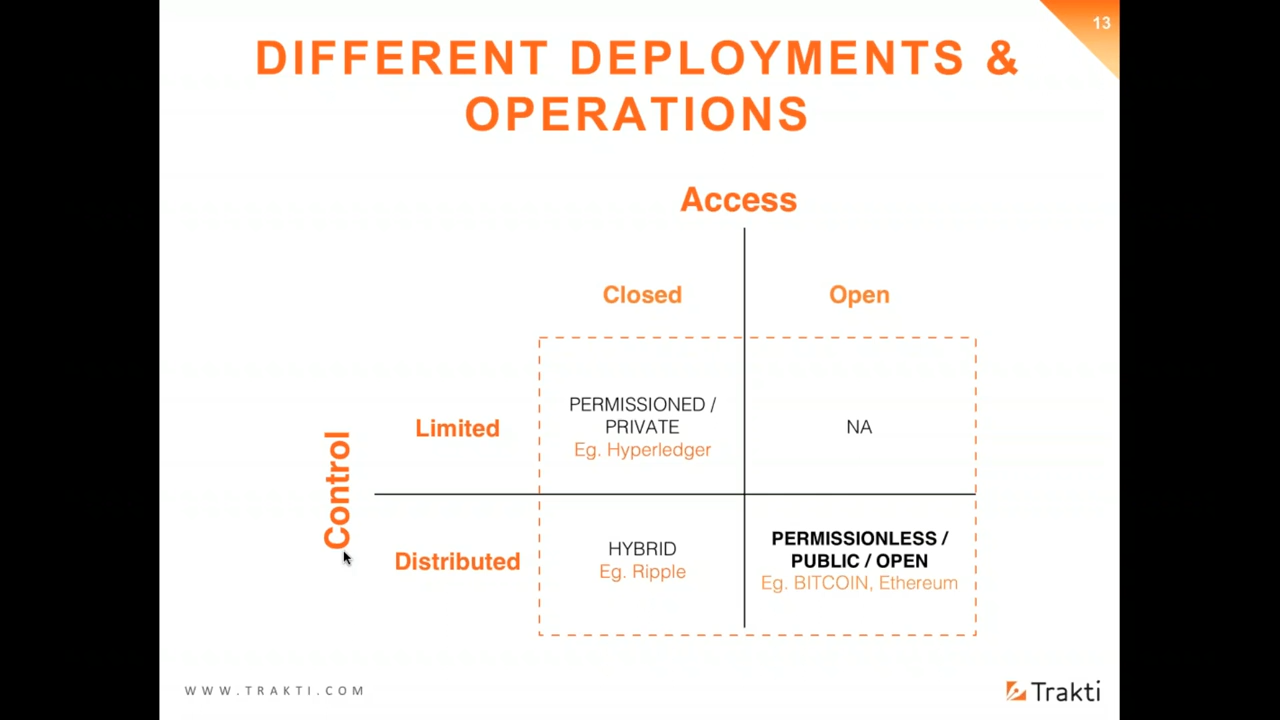 13
DIFFERENT DEPLOYMENTS &
OPERATIONS
Access
Closed
Open
Control
Limited
PERMISSIONED /
PRIVATE
Eg. Hyperledger
NA
Distributed
HYBRID
Eg. Ripple
PERMISSIONLESS /
PUBLIC / OPEN
Eg. BITCOIN, Ethereum
WWW.TRAKTI.COM
Trakti